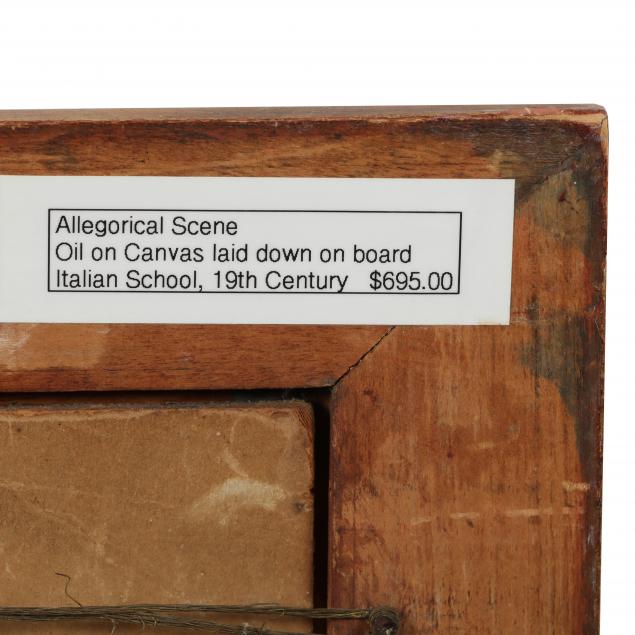 Allegorical Scene
Oil on Canvas laid down on board
Italian School, 19th Century $695.00